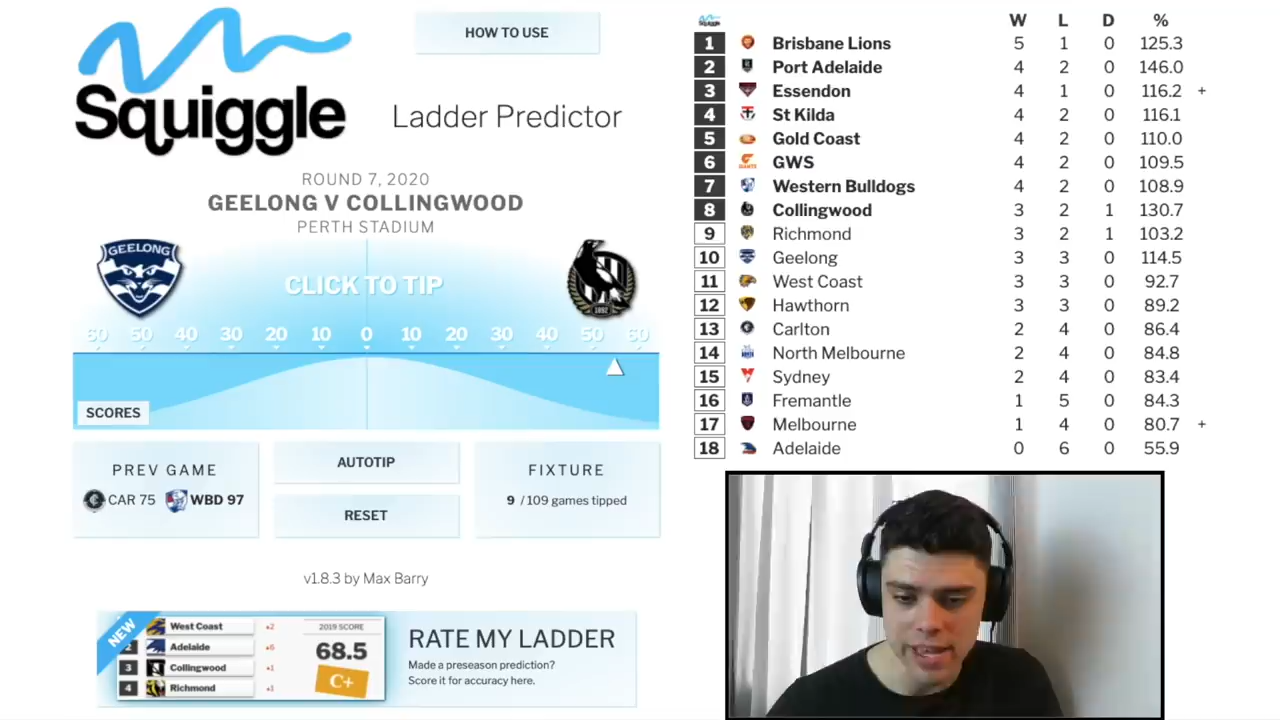 Squiggle
Ladder Predictor
HOW TO USE
ROUND 7, 2020
GEELONG V COLLINGWOOD
PERTH STADIUM
GEELONG
1892
CLICK TO TIP
60 50 40 30 20 10 0 10 20 30 40 50 60
SCORES
PREV GAME
CAR 75 WBD 97
AUTOTIP
RESET
FIXTURE
9 / 109 games tipped
v1.8.3 by Max Barry
NEW
West Coast +2
2 Adelaide +6
3 Collingwood +1
4 Richmond +1
2019 SCORE
68.5
C+
RATE MY LADDER
Made a preseason prediction?
Score it for accuracy here.
W L D %
1 Brisbane Lions 5 1 0 125.3
2 Port Adelaide 4 2 0 146.0
3 Essendon 4 1 0 116.2 +
4 St Kilda 4 2 0 116.1
5 Gold Coast 4 2 0 110.0
6 GWS 4 2 0 109.5
7 Western Bulldogs 4 2 0 108.9
8 Collingwood 3 2 1 130.7
9 Richmond 3 2 1 103.2
10 Geelong 3 3 0 114.5
11 West Coast 3 3 0 92.7
12 Hawthorn 3 3 0 89.2
13 Carlton 2 4 0 86.4
14 North Melbourne 2 4 0 84.8
15 Sydney 2 4 0 83.4
16 Fremantle 1 5 0 84.3
17 Melbourne 1 4 0 80.7 +
18 Adelaide 0 6 0 55.9